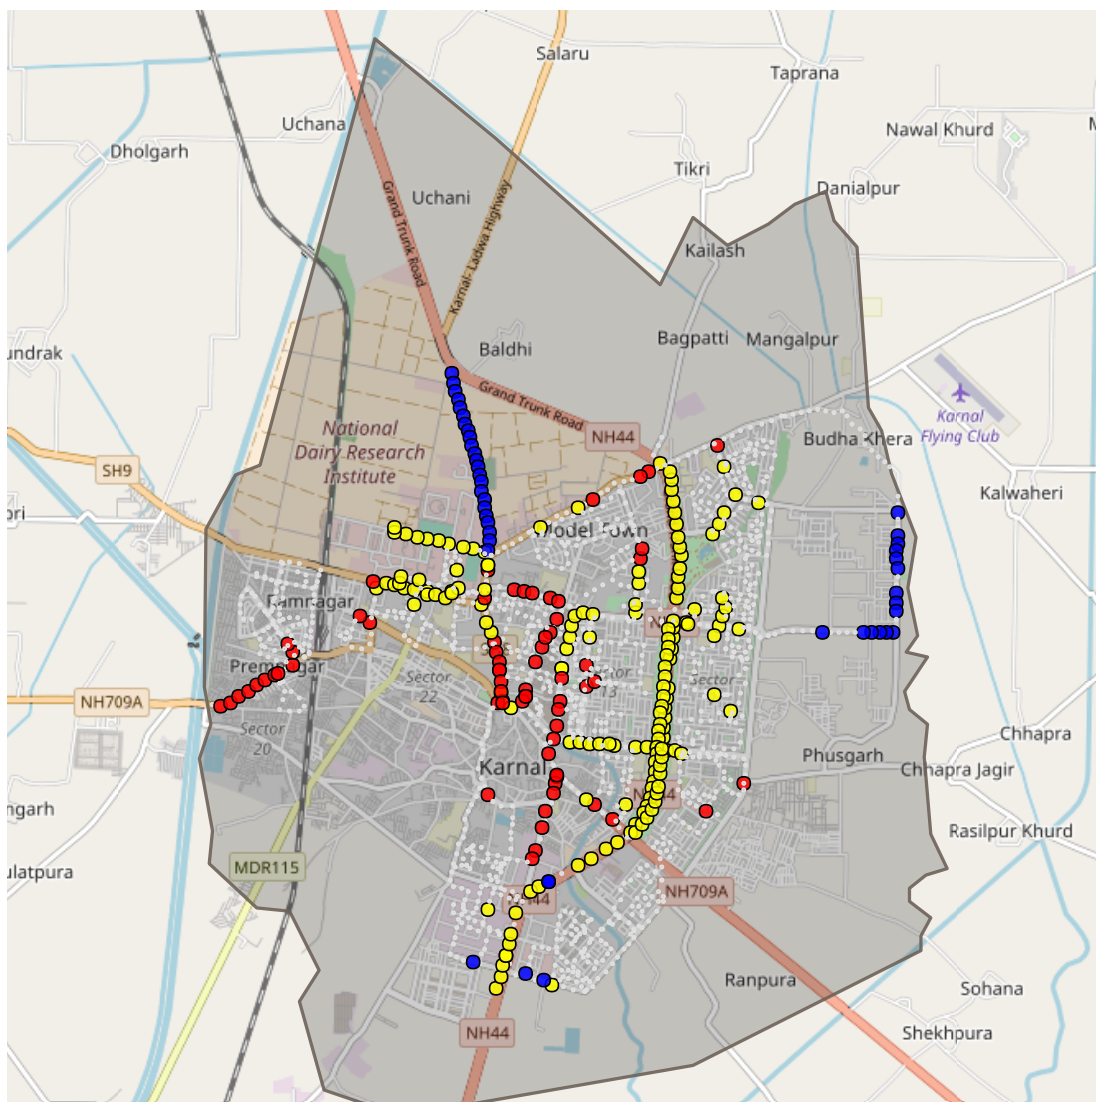 Salaru
Taprana
Uchana
Nawal Khurd
Dholgarh
Tikri
Danialpur
Uchani
Grand Trunk Road
Karnal- Ladwa Highway
Kailash
Bagpatti
Mangalpur
undrak
Baldhi
Grand Trunk Road
Karnal
Flying Club
National
Dairy Research
Institute
NH44
Budha Khera
SH9
Kalwaheri
Model Town
Ramnagar
Premnagar
Sector
22
Sector
NH709A
Sector
20
Chhapra
Phusgarh
Karnal
Chhapra Jagir
ngarh
Rasilpur Khurd
MDR115
ulatpura
NH709A
Ranpura
Sohana
NH44
Shekhpura